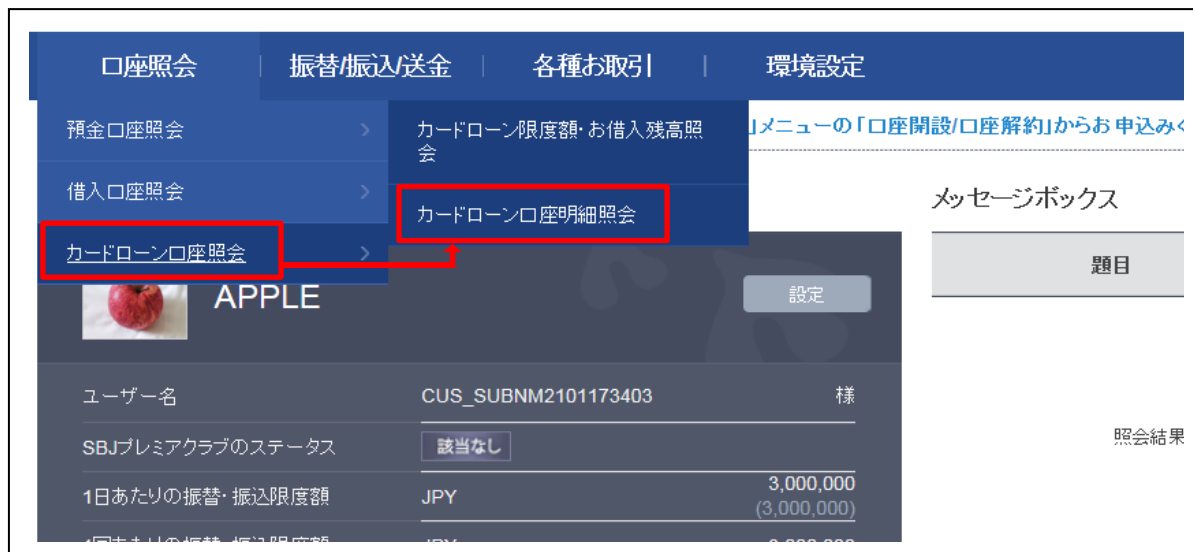 口座照会 | 振替/振込/送金 | 各種お取引 | 環境設定
預金口座照会 >
借入口座照会 >
カードローン口座照会 >
カードローン限度額・お借入残高照
会
カードローン口座明細照会
」メニューの「口座開設/口座解約」からお申込みく
メッセージボックス
題目
照会結果
APPLE
設定
ユーザー名 CUS_SUBNM2101173403 様
SBJプレミアクラブのステータス 該当なし
1日あたりの振替・振込限度額 JPY 3,000,000
(3,000,000)